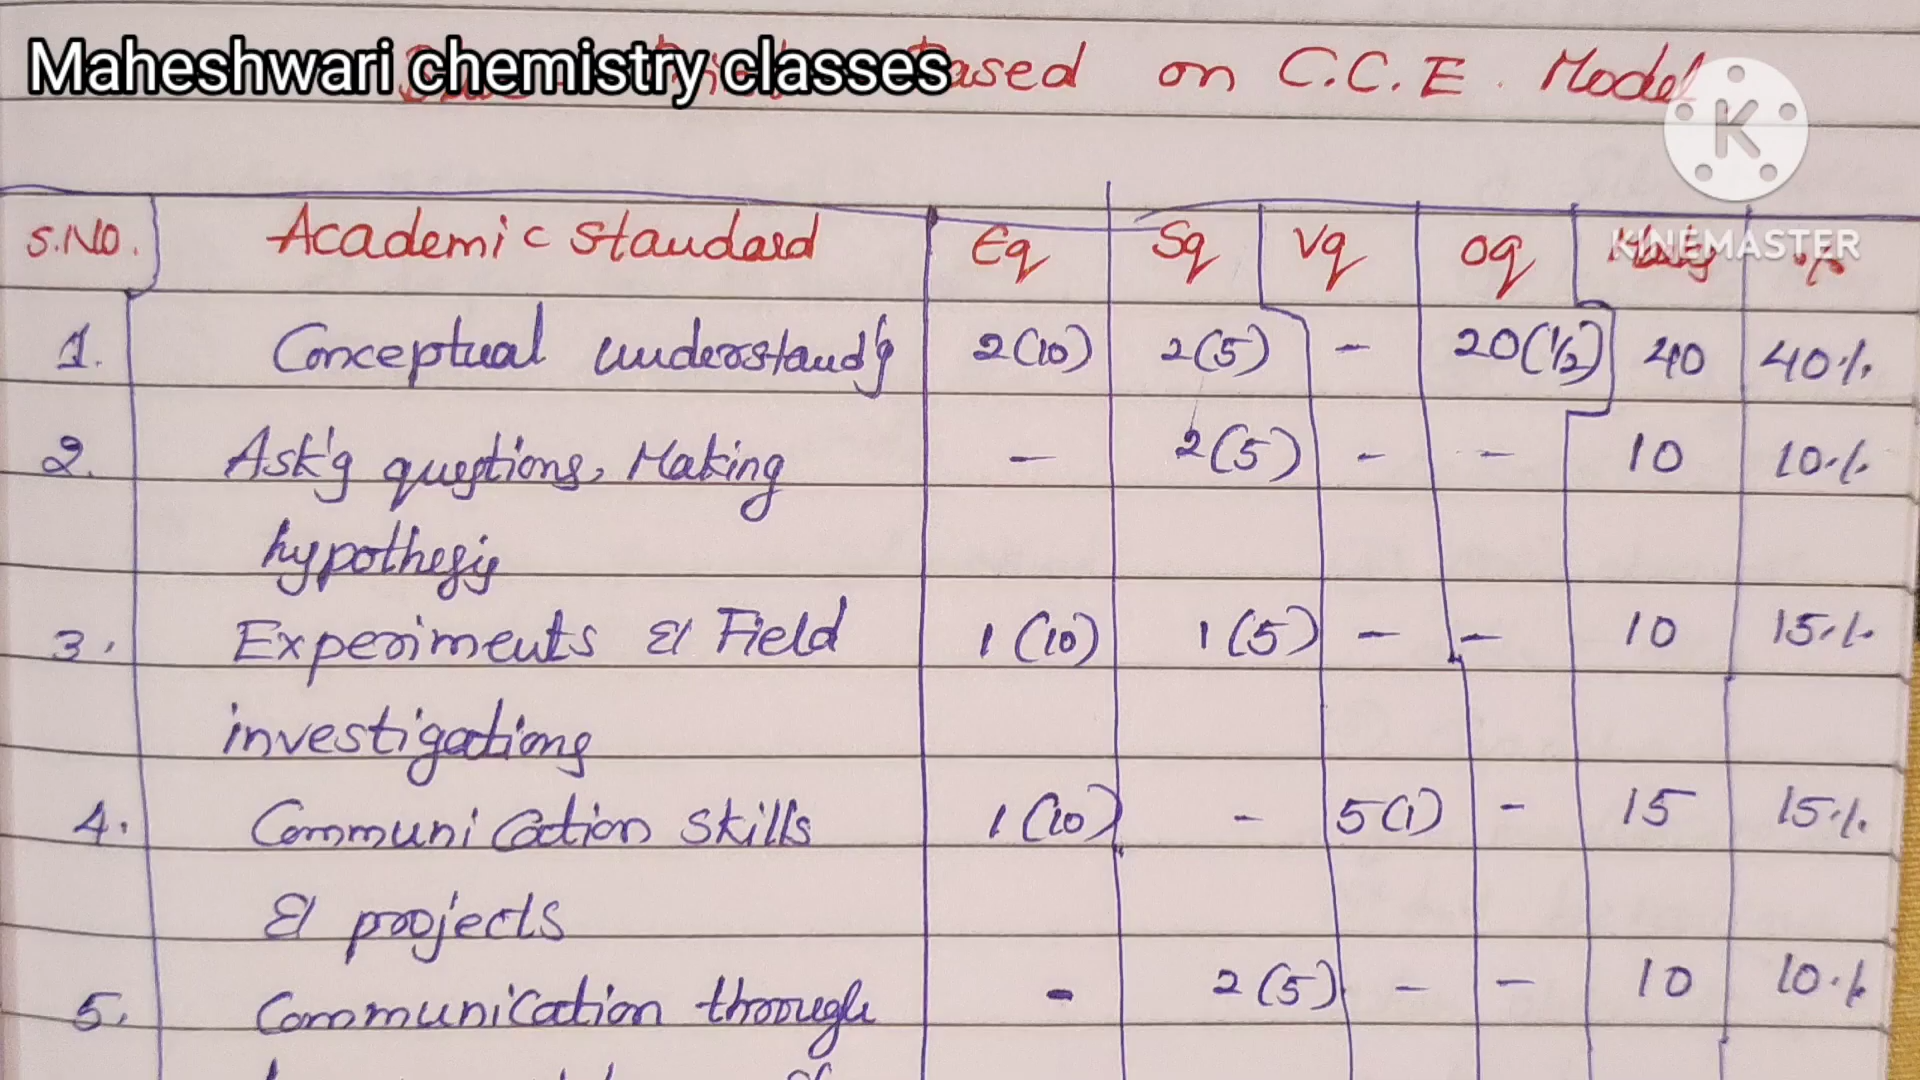 Maheshwari chemistry classes
Based on C.C.E. Model
K
KINEMASTER
S.NO. Academic standard Eq Sq Vq oq Marks %
1. Conceptual understand'g 2(10) 2(5) - 20(1/2) 40 40%
2. Ask'g questions, Making - 2(5) - - 10 10%
hypothesis
3. Experiments & Field 1(10) 1(5) - - 10 15%
investigations
4. Communication skills 1(10) - 5(1) - 15 15%
& projects
5. Communication through - 2(5) - - 10 10%